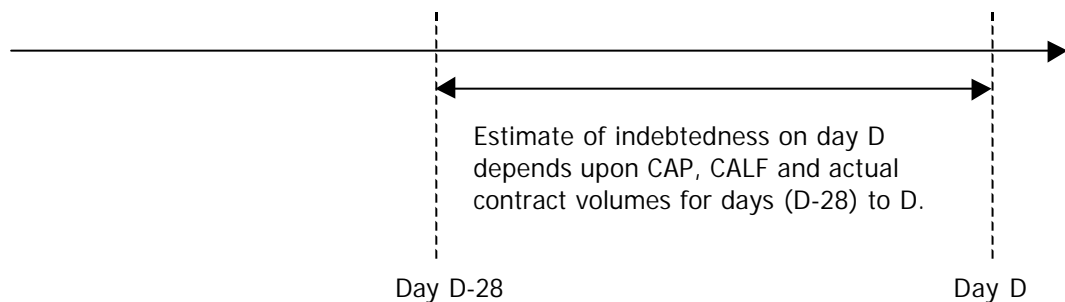 Estimate of indebtedness on day D
depends upon CAP, CALF and actual
contract volumes for days (D-28) to D.
Day D-28
Day D